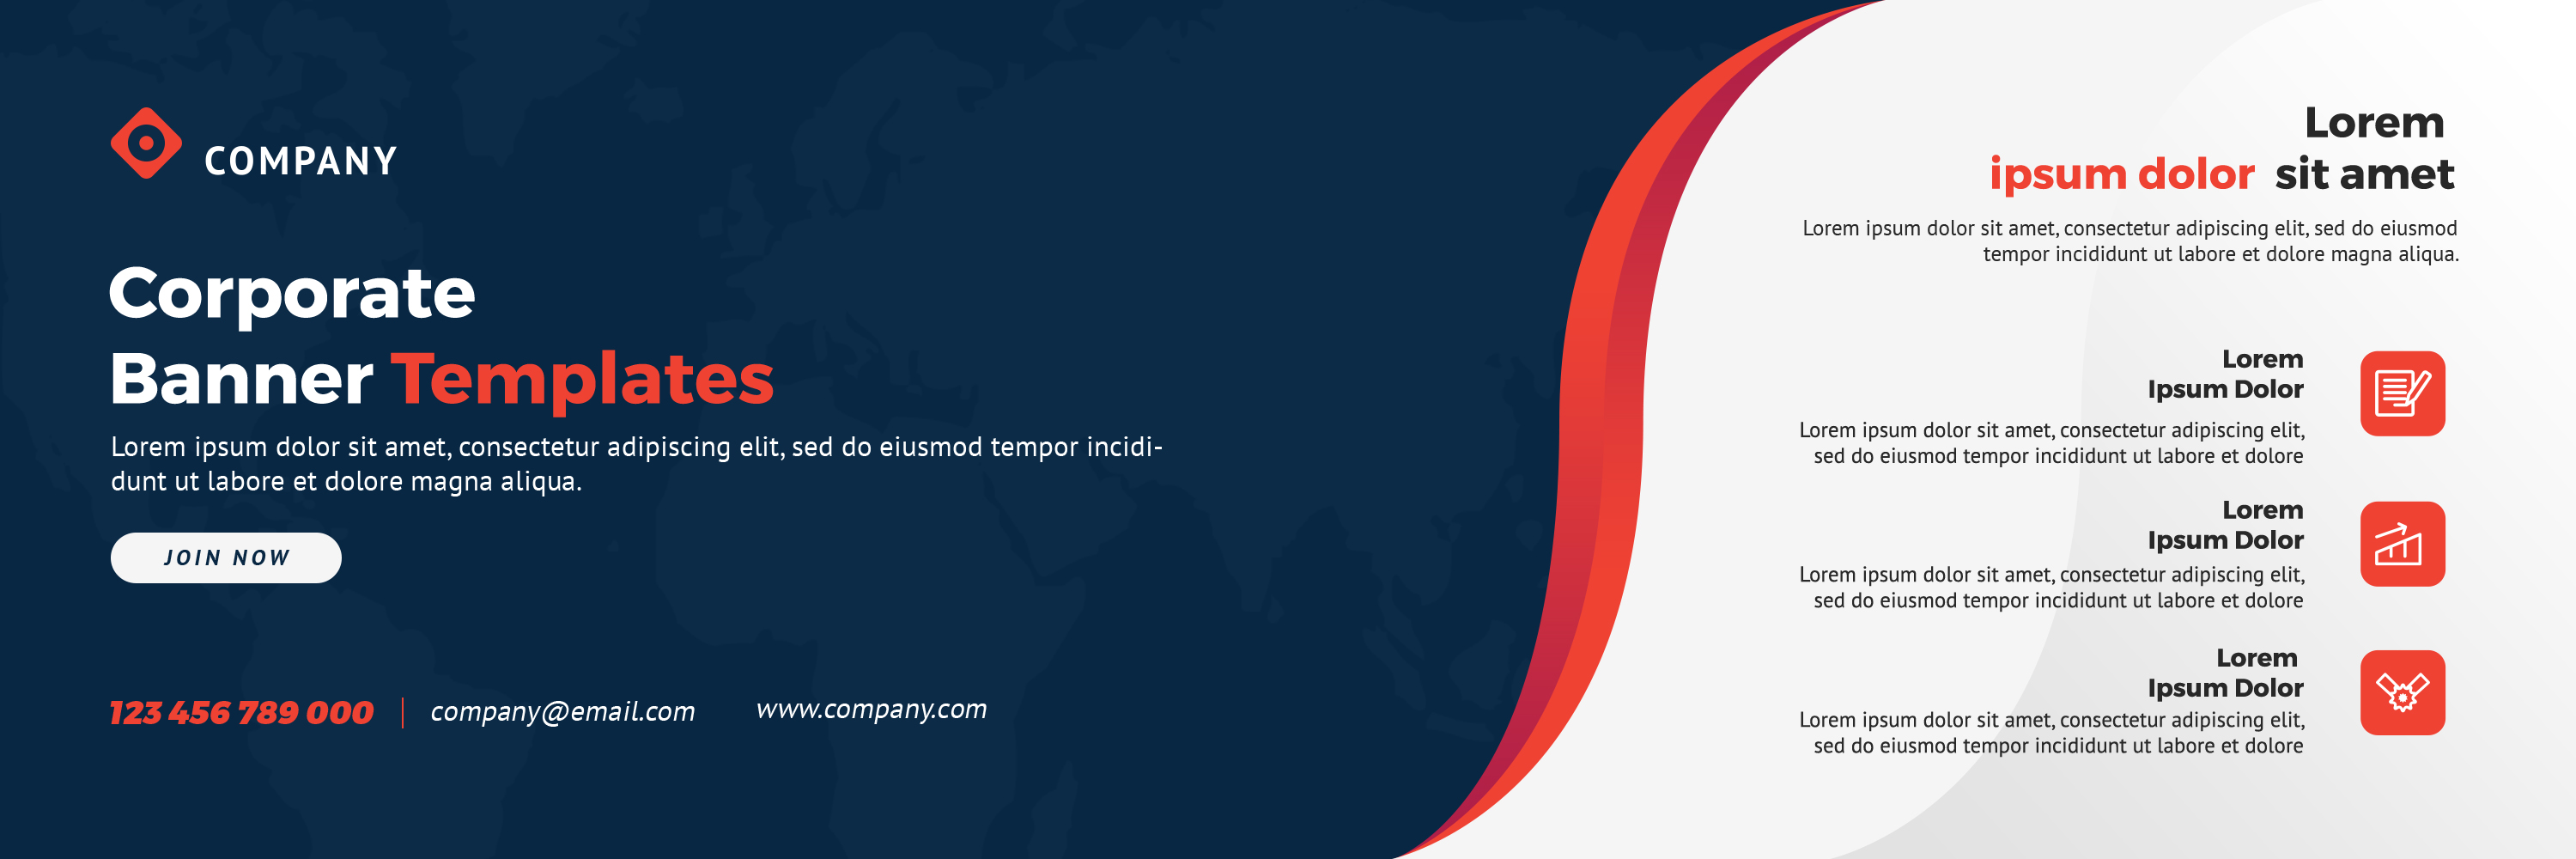 COMPANY
Corporate
Banner Templates
Lorem ipsum dolor sit amet, consectetur adipiscing elit, sed do eiusmod tempor incidi-
dunt ut labore et dolore magna aliqua.
JOIN NOW
123 456 789 000 | company@email.com www.company.com
Lorem
ipsum dolor sit amet
Lorem ipsum dolor sit amet, consectetur adipiscing elit, sed do eiusmod
tempor incididunt ut labore et dolore magna aliqua.
Lorem
Ipsum Dolor
Lorem ipsum dolor sit amet, consectetur adipiscing elit,
sed do eiusmod tempor incididunt ut labore et dolore
Lorem
Ipsum Dolor
Lorem ipsum dolor sit amet, consectetur adipiscing elit,
sed do eiusmod tempor incididunt ut labore et dolore
Lorem
Ipsum Dolor
Lorem ipsum dolor sit amet, consectetur adipiscing elit,
sed do eiusmod tempor incididunt ut labore et dolore